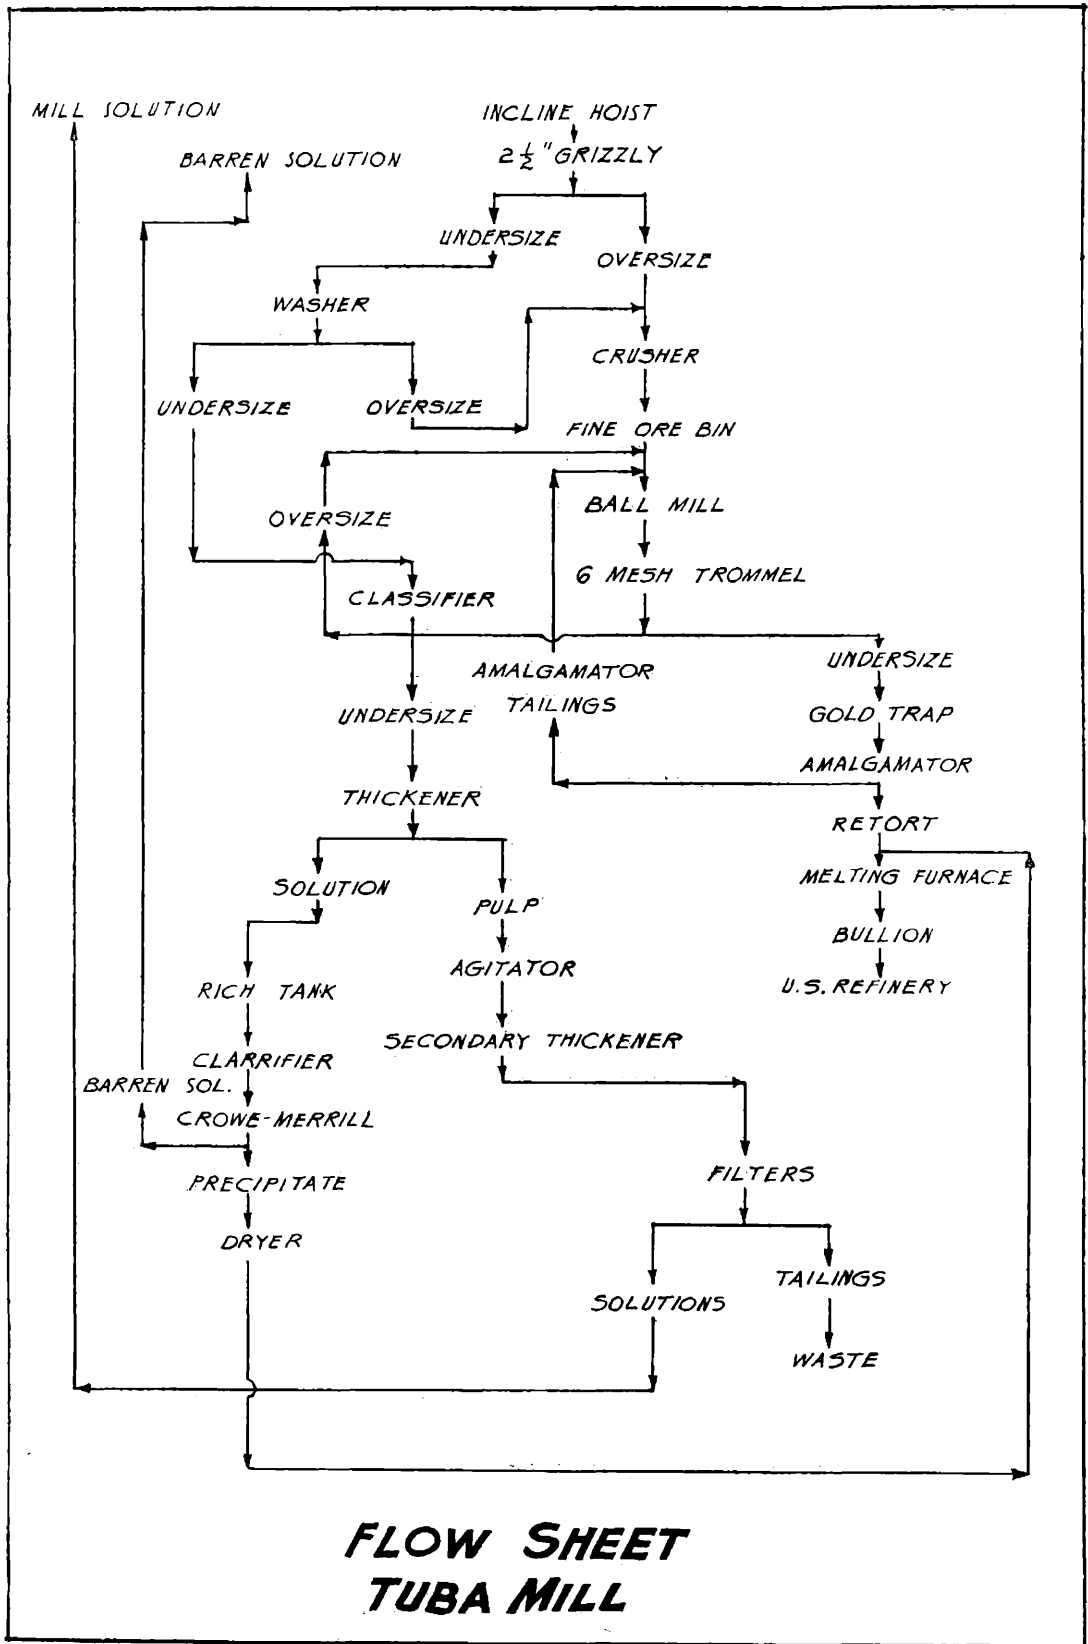 MILL SOLUTION
INCLINE HOIST
BARREN SOLUTION
2 1/2" GRIZZLY
UNDERSIZE
OVERSIZE
WASHER
CRUSHER
UNDERSIZE
OVERSIZE
FINE ORE BIN
BALL MILL
OVERSIZE
6 MESH TROMMEL
CLASSIFIER
UNDERSIZE
AMALGAMATOR
TAILINGS
UNDERSIZE
GOLD TRAP
AMALGAMATOR
THICKENER
RETORT
SOLUTION
PULP
MELTING FURNACE
BULLION
AGITATOR
RICH TANK
U.S. REFINERY
SECONDARY THICKENER
CLARRIFIER
BARREN SOL.
CROWE-MERRILL
FILTERS
PRECIPITATE
DRYER
TAILINGS
SOLUTIONS
WASTE
FLOW SHEET
TUBA MILL